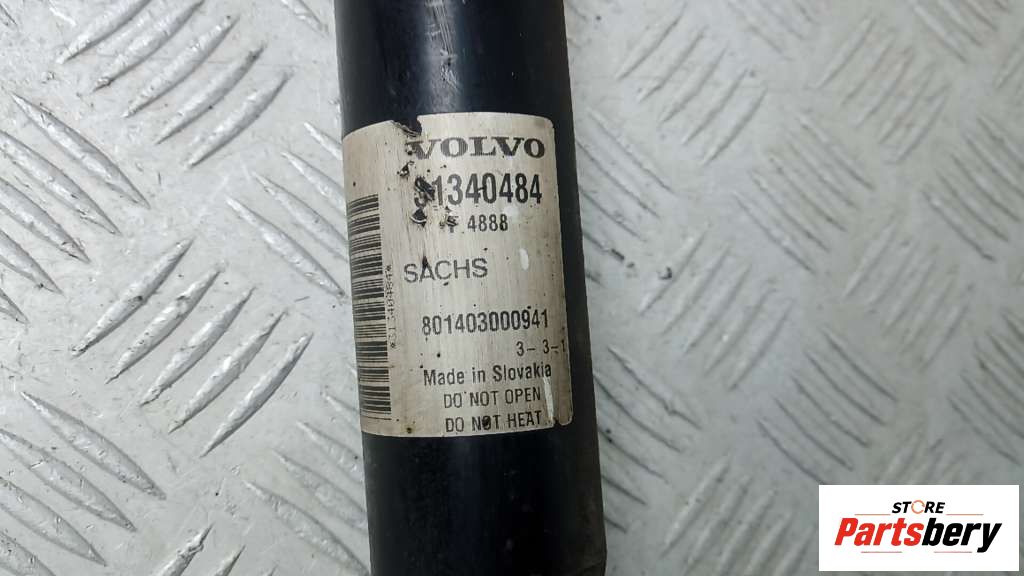 VOLVO
31340484
4888
SACHS
801403000941
3-3-1
Made in Slovakia
DO NOT OPEN
DO NOT HEAT
STORE
Partsbery